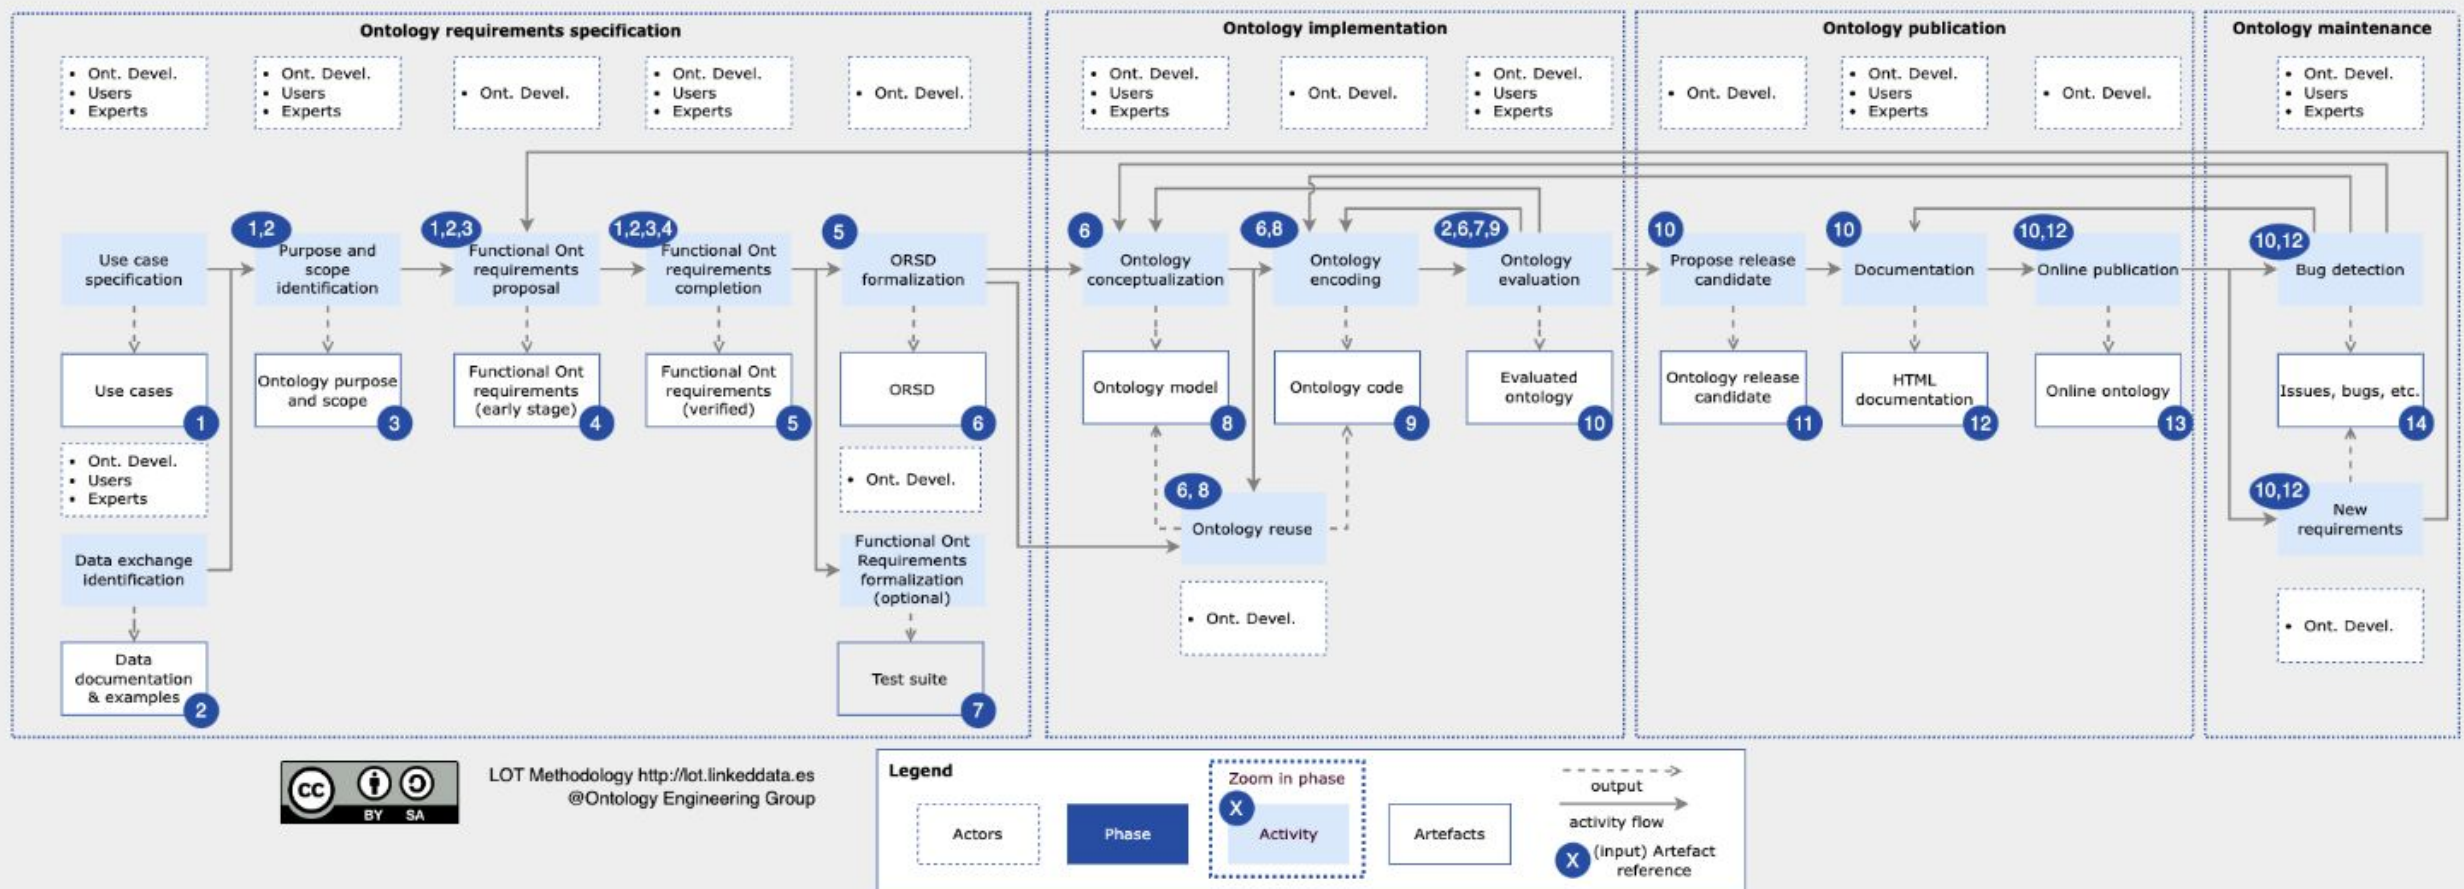 Ontology requirements specification
Ontology implementation
Ontology publication
Ontology maintenance
• Ont. Devel.
• Users
• Experts
• Ont. Devel.
• Users
• Experts
• Ont. Devel.
• Ont. Devel.
• Users
• Experts
• Ont. Devel.
• Ont. Devel.
• Users
• Experts
• Ont. Devel.
• Ont. Devel.
• Users
• Experts
• Ont. Devel.
• Ont. Devel.
• Users
• Experts
• Ont. Devel.
• Ont. Devel.
• Users
• Experts
Use case
specification
1,2
Purpose and
scope
identification
1,2,3
Functional Ont
requirements
proposal
1,2,3,4
Functional Ont
requirements
completion
5
ORSD
formalization
6
Ontology
conceptualization
6,8
Ontology
encoding
2,6,7,9
Ontology
evaluation
10
Propose release
candidate
10
Documentation
10,12
Online publication
10,12
Bug detection
Use cases
1
Ontology purpose
and scope
3
Functional Ont
requirements
(early stage)
4
Functional Ont
requirements
(verified)
5
ORSD
6
Ontology model
8
Ontology code
9
Evaluated
ontology
10
Ontology release
candidate
11
HTML
documentation
12
Online ontology
13
Issues, bugs, etc.
14
• Ont. Devel.
• Users
• Experts
• Ont. Devel.
6, 8
Ontology reuse
10,12
New
requirements
Data exchange
identification
Functional Ont
Requirements
formalization
(optional)
• Ont. Devel.
• Ont. Devel.
Data
documentation
& examples
2
Test suite
7
cc
BY SA
LOT Methodology http://lot.linkeddata.es
@Ontology Engineering Group
Legend
Actors
Phase
Zoom in phase
X
Activity
Artefacts
output
activity flow
X
(input) Artefact
reference